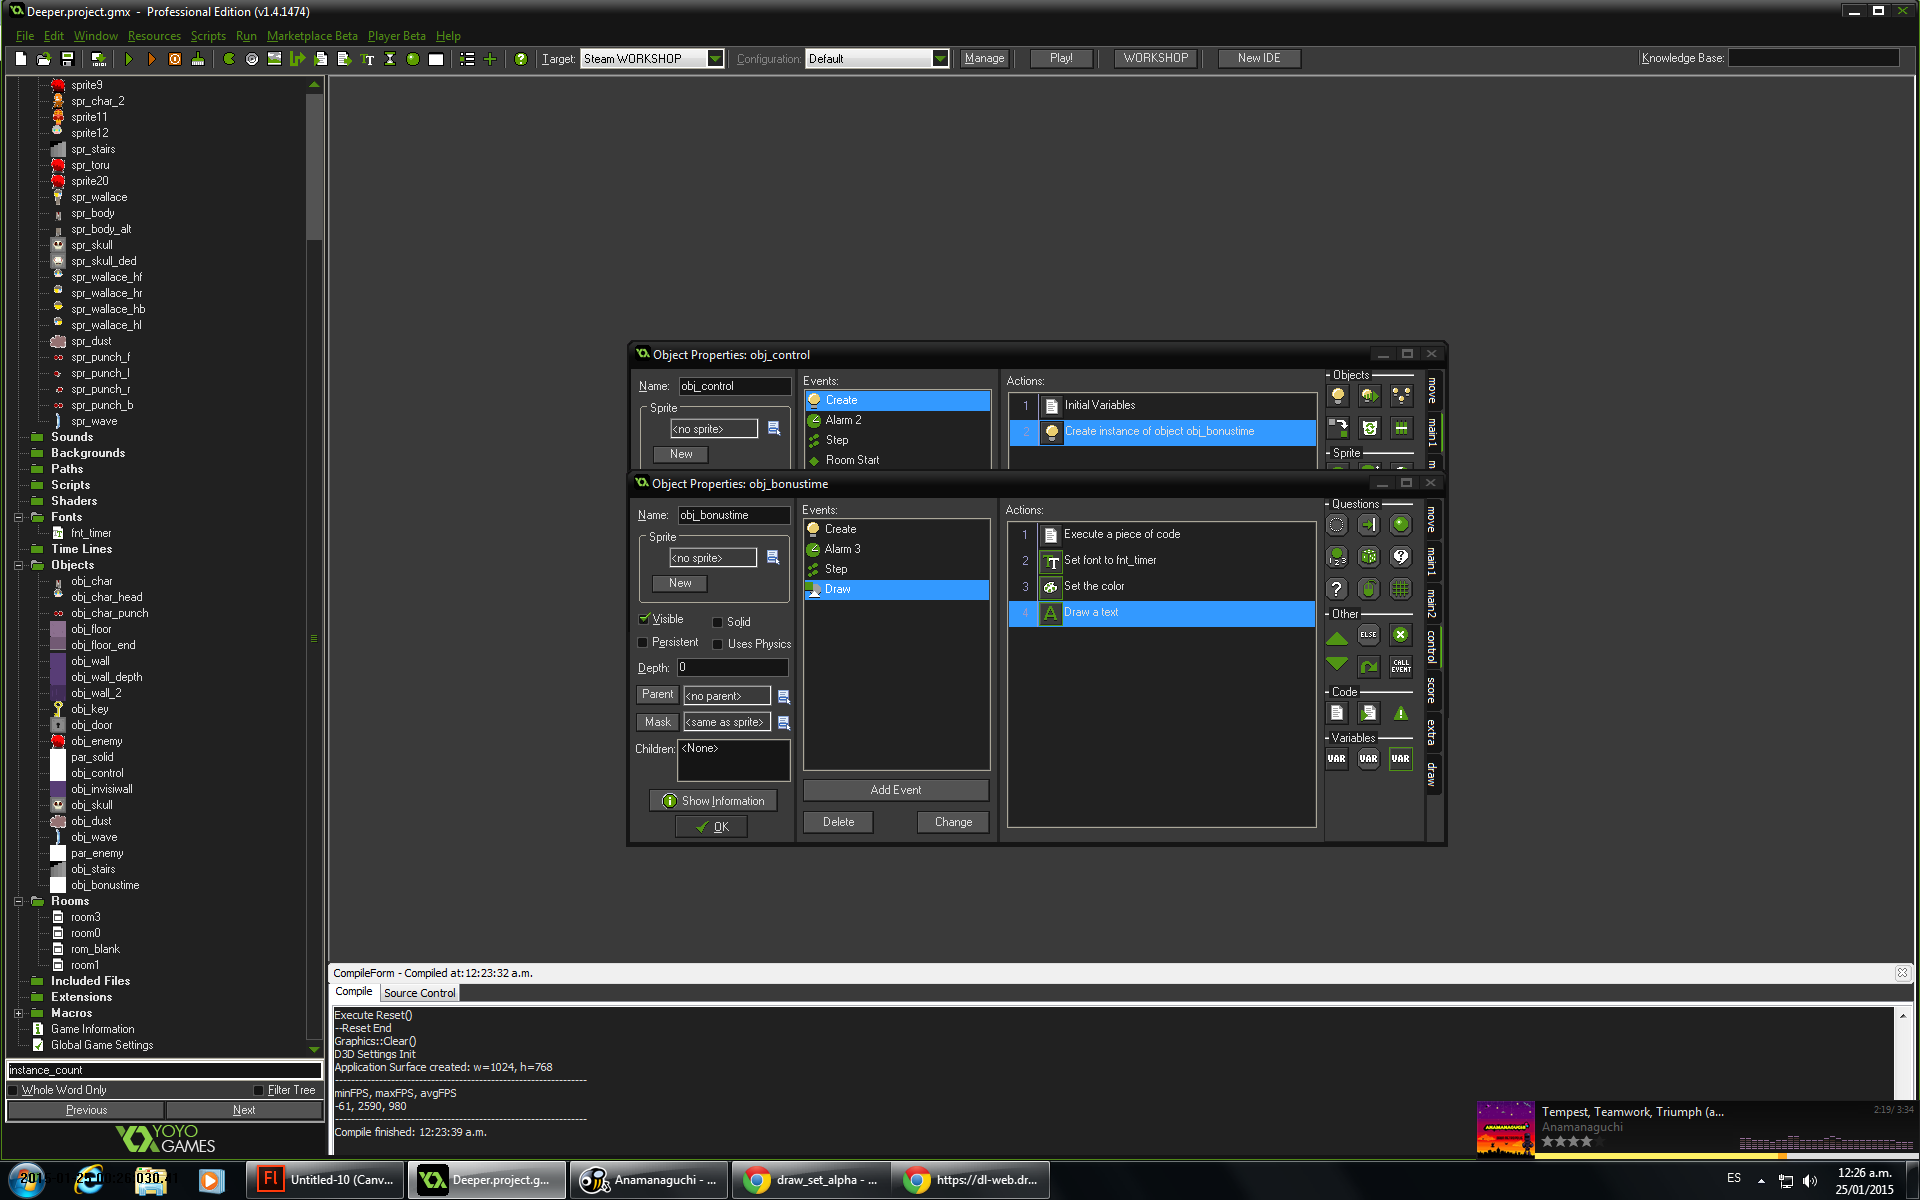 Deeper.project.gmx - Professional Edition (v1.4.1474)
File Edit Window Resources Scripts Run Marketplace Beta Player Beta Help
Target: Steam WORKSHOP Configuration: Default Manage Play! WORKSHOP New IDE Knowledge Base:
sprite9
spr_char_2
sprite11
sprite12
spr_stairs
spr_toru
sprite20
spr_wallace
spr_body
spr_body_alt
spr_skull
spr_skull_ded
spr_wallace_hf
spr_wallace_hr
spr_wallace_hb
spr_wallace_hl
spr_dust
spr_punch_f
spr_punch_l
spr_punch_r
spr_punch_b
spr_wave
Sounds
Backgrounds
Paths
Scripts
Shaders
Fonts
fnt_timer
Time Lines
Objects
obj_char
obj_char_head
obj_char_punch
obj_floor
obj_floor_end
obj_wall
obj_wall_depth
obj_wall_2
obj_key
obj_door
obj_enemy
par_solid
obj_control
obj_invisiwall
obj_skull
obj_dust
obj_wave
par_enemy
obj_stairs
obj_bonustime
Rooms
room3
room0
rom_blank
room1
Included Files
Extensions
Macros
Game Information
Global Game Settings
instance_count
Whole Word Only Filter Tree
Previous Next
YOYO
GAMES
Object Properties: obj_control
Name: obj_control
Sprite
<no sprite>
New
Events:
Create
Alarm 2
Step
Room Start
Actions:
1 Initial Variables
2 Create instance of object obj_bonustime
Objects
Sprite
move
main1
Object Properties: obj_bonustime
Name: obj_bonustime
Sprite
<no sprite>
New
Visible Solid
Persistent Uses Physics
Depth: 0
Parent <no parent>
Mask <same as sprite>
Children: <None>
Show Information
OK
Events:
Create
Alarm 3
Step
Draw
Add Event
Delete Change
Actions:
1 Execute a piece of code
2 Set font to fnt_timer
3 Set the color
4 Draw a text
Questions
Other
ELSE
CALL EVENT
Code
Variables
VAR VAR VAR
move
main1
main2
control
score
extra
draw
CompileForm - Compiled at: 12:23:32 a.m.
Compile Source Control
Execute Reset()
--Reset End
Graphics::Clear()
D3D Settings Init
Application Surface created: w=1024, h=768
minFPS, maxFPS, avgFPS
-61, 2590, 980
Compile finished: 12:23:39 a.m.
Tempest, Teamwork, Triumph (a... 2:19/ 3:34
Anamanaguchi
ANAMANAGUCHI
Untitled-10 (Canv...
Deeper.project.g...
Anamanaguchi - ...
draw_set_alpha - ...
https://dl-web.dr...
ES
12:26 a.m.
25/01/2015